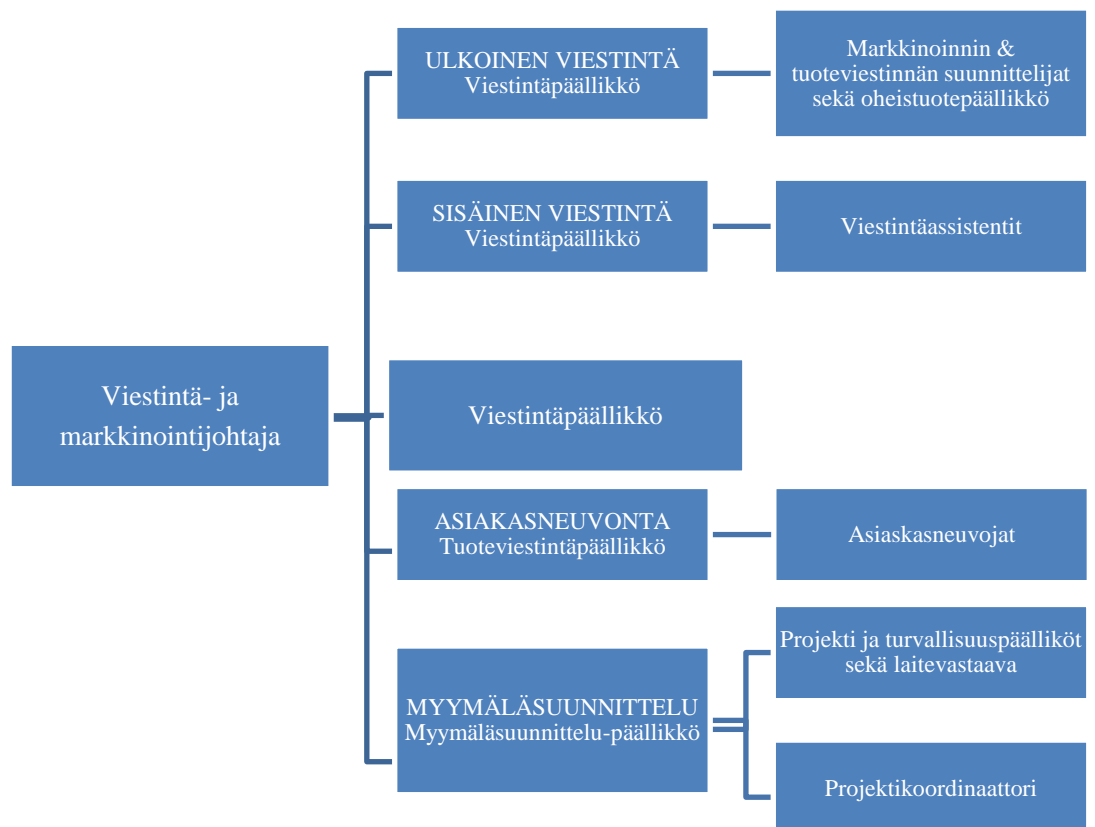 Viestintä- ja
markkinointijohtaja
ULKOINEN VIESTINTÄ
Viestintäpäällikkö
Markkinoinnin &
tuoteviestinnän suunnittelijat
sekä oheistuotepäällikkö
SISÄINEN VIESTINTÄ
Viestintäpäällikkö
Viestintäassistentit
Viestintäpäällikkö
ASIAKASNEUVONTA
Tuoteviestintäpäällikkö
Asiaskasneuvojat
MYYMÄLÄSUUNNITTELU
Myymäläsuunnittelu-päällikkö
Projekti ja turvallisuuspäälliköt
sekä laitevastaava
Projektikoordinaattori